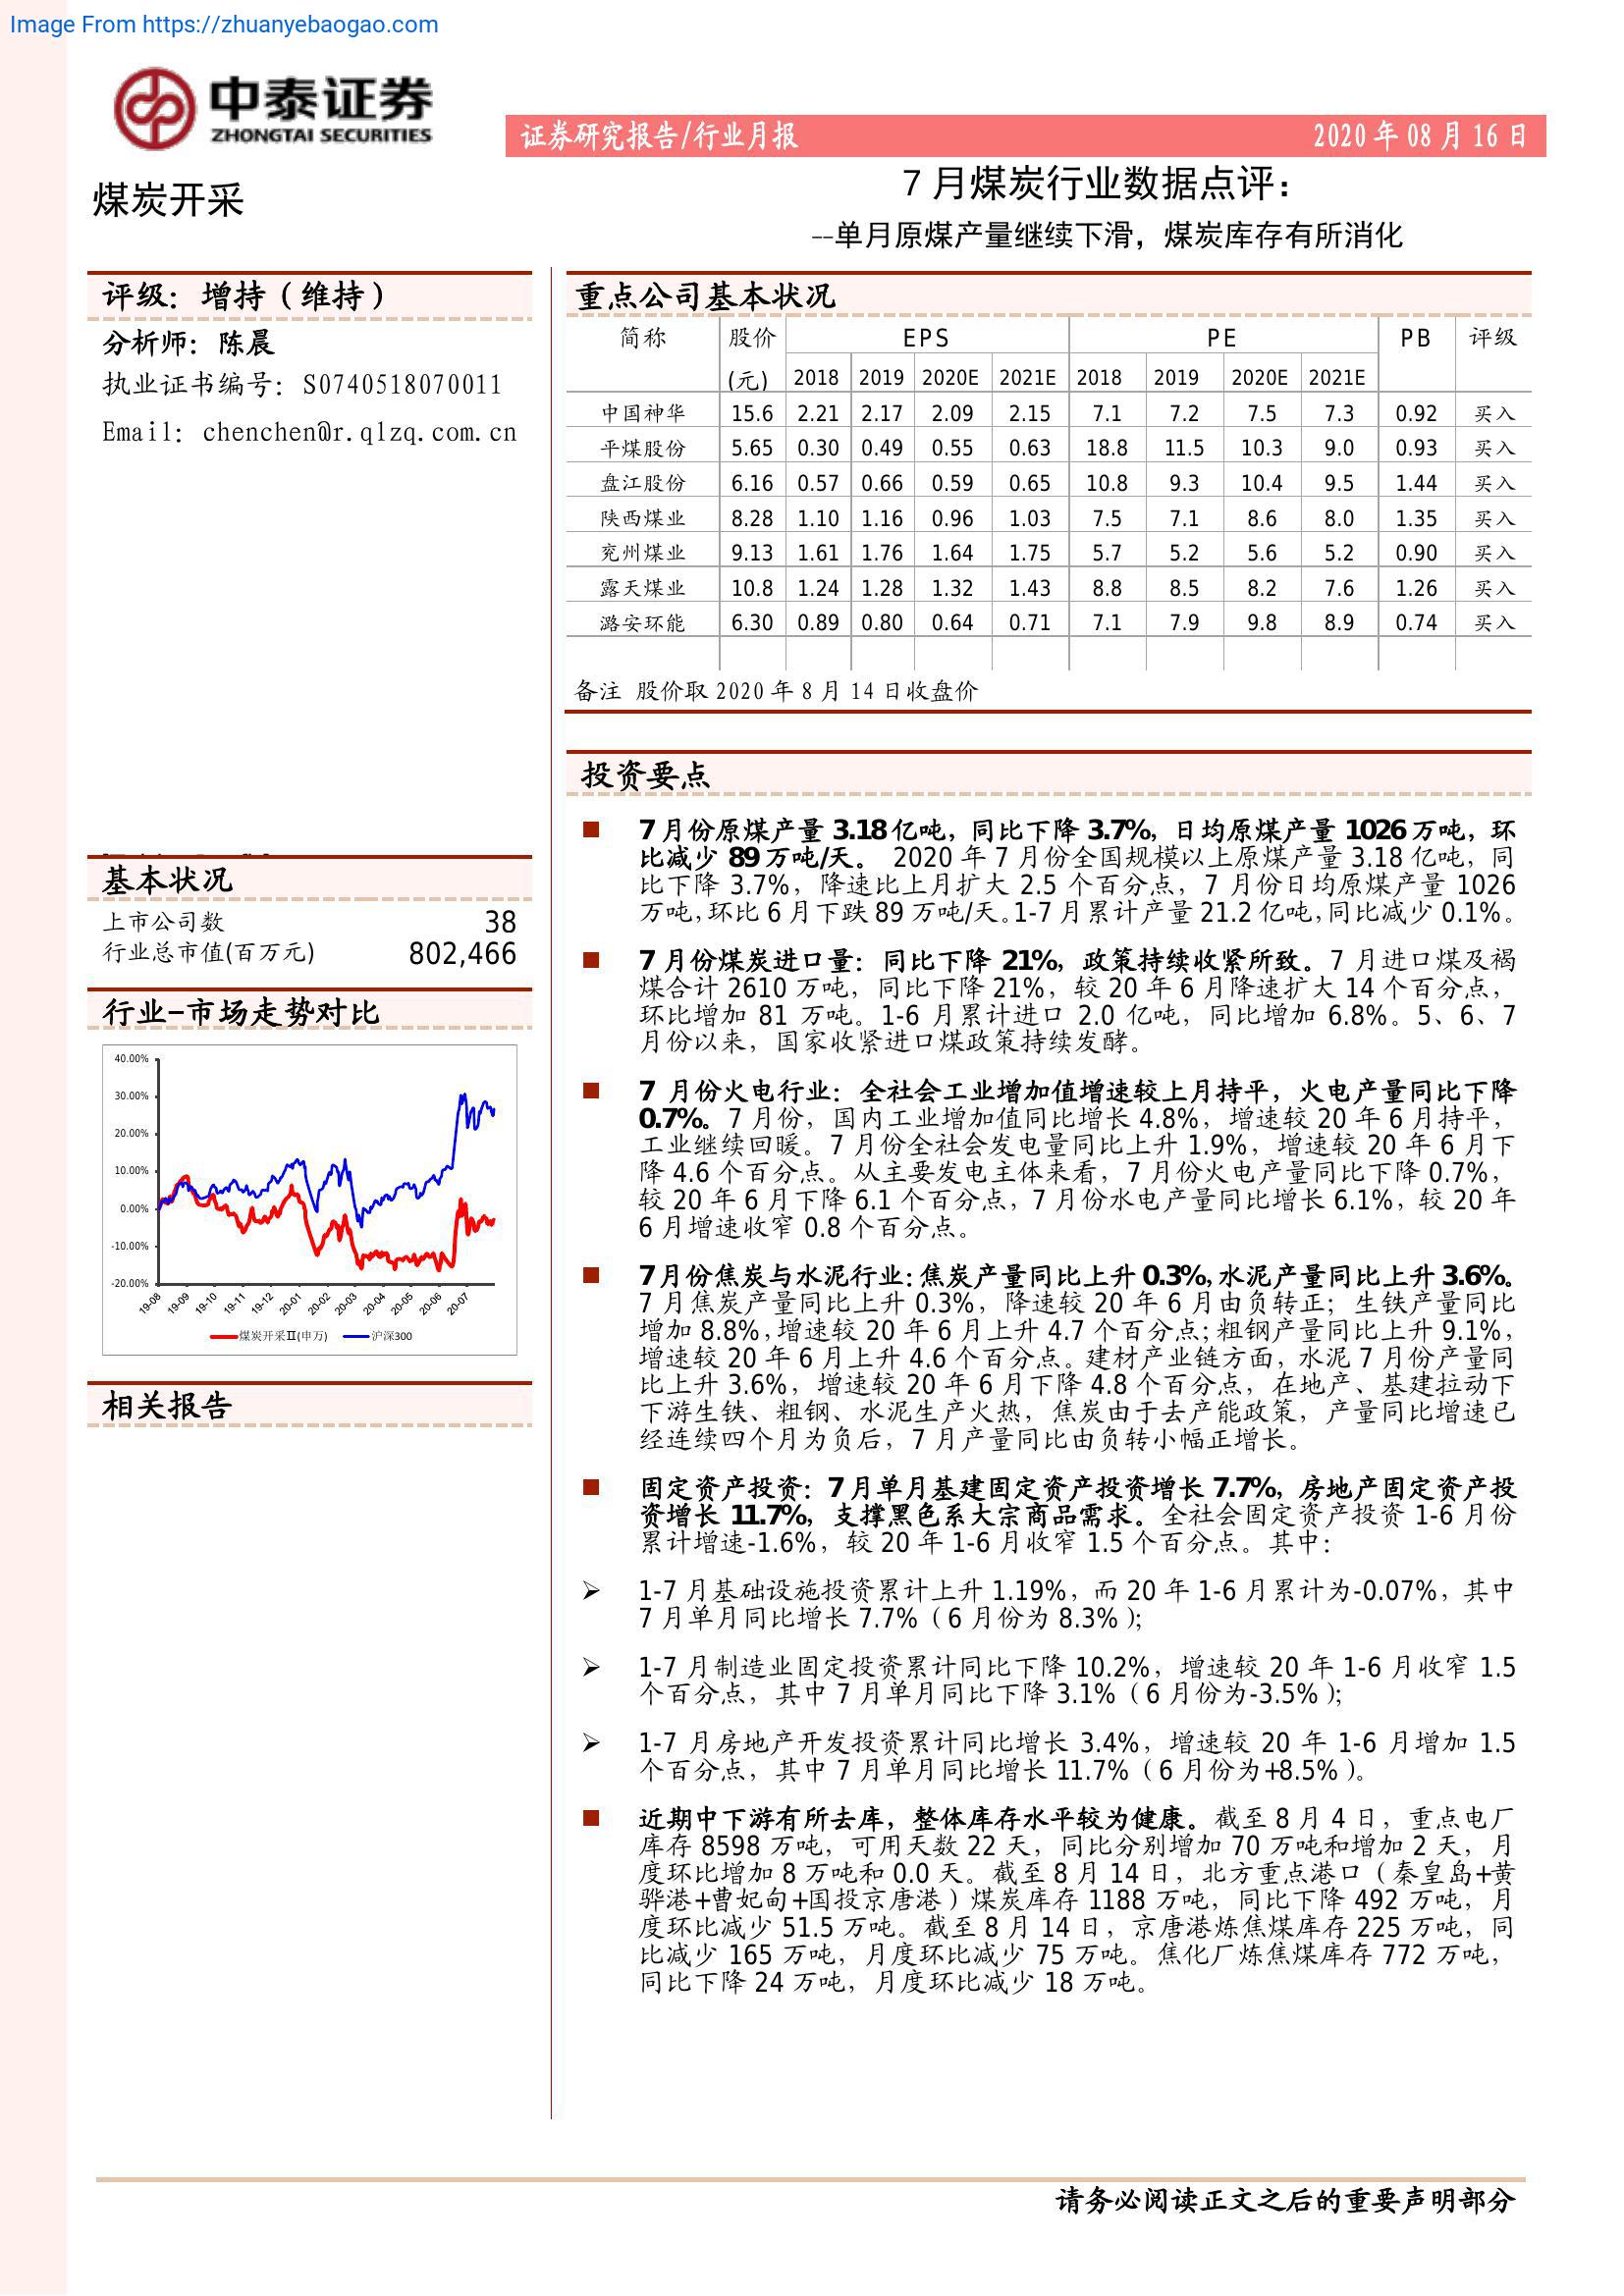 Image From https://zhuanyebaogao.com
中泰证券
ZHONGTAI SECURITIES
证券研究报告/行业月报 2020 年 08 月 16 日
煤炭开采
7 月煤炭行业数据点评：
--单月原煤产量继续下滑，煤炭库存有所消化
评级：增持（维持）
分析师：陈晨
执业证书编号：S0740518070011
Email：chenchen@r.qlzq.com.cn
基本状况
上市公司数 38
行业总市值(百万元) 802,466
行业-市场走势对比
40.00%
30.00%
20.00%
10.00%
0.00%
-10.00%
-20.00%
19-08 19-09 19-10 19-11 19-12 20-01 20-02 20-03 20-04 20-05 20-06 20-07
煤炭开采Ⅱ(申万) 沪深300
相关报告
重点公司基本状况
简称 股价 EPS PE PB 评级
(元) 2018 2019 2020E 2021E 2018 2019 2020E 2021E
中国神华 15.6 2.21 2.17 2.09 2.15 7.1 7.2 7.5 7.3 0.92 买入
平煤股份 5.65 0.30 0.49 0.55 0.63 18.8 11.5 10.3 9.0 0.93 买入
盘江股份 6.16 0.57 0.66 0.59 0.65 10.8 9.3 10.4 9.5 1.44 买入
陕西煤业 8.28 1.10 1.16 0.96 1.03 7.5 7.1 8.6 8.0 1.35 买入
兖州煤业 9.13 1.61 1.76 1.64 1.75 5.7 5.2 5.6 5.2 0.90 买入
露天煤业 10.8 1.24 1.28 1.32 1.43 8.8 8.5 8.2 7.6 1.26 买入
潞安环能 6.30 0.89 0.80 0.64 0.71 7.1 7.9 9.8 8.9 0.74 买入
备注 股价取 2020 年 8 月 14 日收盘价
投资要点
■ 7 月份原煤产量 3.18 亿吨，同比下降 3.7%，日均原煤产量 1026 万吨，环
比减少 89 万吨/天。 2020 年 7 月份全国规模以上原煤产量 3.18 亿吨，同
比下降 3.7%，降速比上月扩大 2.5 个百分点，7 月份日均原煤产量 1026
万吨，环比 6 月下跌 89 万吨/天。1-7 月累计产量 21.2 亿吨，同比减少 0.1%。
■ 7 月份煤炭进口量：同比下降 21%，政策持续收紧所致。7 月进口煤及褐
煤合计 2610 万吨，同比下降 21%，较 20 年 6 月降速扩大 14 个百分点，
环比增加 81 万吨。1-6 月累计进口 2.0 亿吨，同比增加 6.8%。5、6、7
月份以来，国家收紧进口煤政策持续发酵。
■ 7 月份火电行业：全社会工业增加值增速较上月持平，火电产量同比下降
0.7%。7 月份，国内工业增加值同比增长 4.8%，增速较 20 年 6 月持平，
工业继续回暖。7 月份全社会发电量同比上升 1.9%，增速较 20 年 6 月下
降 4.6 个百分点。从主要发电主体来看，7 月份火电产量同比下降 0.7%，
较 20 年 6 月下降 6.1 个百分点，7 月份水电产量同比增长 6.1%，较 20 年
6 月增速收窄 0.8 个百分点。
■ 7 月份焦炭与水泥行业：焦炭产量同比上升 0.3%，水泥产量同比上升 3.6%。
7 月焦炭产量同比上升 0.3%，降速较 20 年 6 月由负转正；生铁产量同比
增加 8.8%，增速较 20 年 6 月上升 4.7 个百分点；粗钢产量同比上升 9.1%，
增速较 20 年 6 月上升 4.6 个百分点。建材产业链方面，水泥 7 月份产量同
比上升 3.6%，增速较 20 年 6 月下降 4.8 个百分点，在地产、基建拉动下
下游生铁、粗钢、水泥生产火热，焦炭由于去产能政策，产量同比增速已
经连续四个月为负后，7 月产量同比由负转小幅正增长。
■ 固定资产投资：7 月单月基建固定资产投资增长 7.7%，房地产固定资产投
资增长 11.7%，支撑黑色系大宗商品需求。全社会固定资产投资 1-6 月份
累计增速-1.6%，较 20 年 1-6 月收窄 1.5 个百分点。其中：
➢ 1-7 月基础设施投资累计上升 1.19%，而 20 年 1-6 月累计为-0.07%，其中
7 月单月同比增长 7.7%（6 月份为 8.3%）；
➢ 1-7 月制造业固定投资累计同比下降 10.2%，增速较 20 年 1-6 月收窄 1.5
个百分点，其中 7 月单月同比下降 3.1%（6 月份为-3.5%）；
➢ 1-7 月房地产开发投资累计同比增长 3.4%，增速较 20 年 1-6 月增加 1.5
个百分点，其中 7 月单月同比增长 11.7%（6 月份为+8.5%）。
■ 近期中下游有所去库，整体库存水平较为健康。截至 8 月 4 日，重点电厂
库存 8598 万吨，可用天数 22 天，同比分别增加 70 万吨和增加 2 天，月
度环比增加 8 万吨和 0.0 天。截至 8 月 14 日，北方重点港口（秦皇岛+黄
骅港+曹妃甸+国投京唐港）煤炭库存 1188 万吨，同比下降 492 万吨，月
度环比减少 51.5 万吨。截至 8 月 14 日，京唐港炼焦煤库存 225 万吨，同
比减少 165 万吨，月度环比减少 75 万吨。焦化厂炼焦煤库存 772 万吨，
同比下降 24 万吨，月度环比减少 18 万吨。
请务必阅读正文之后的重要声明部分